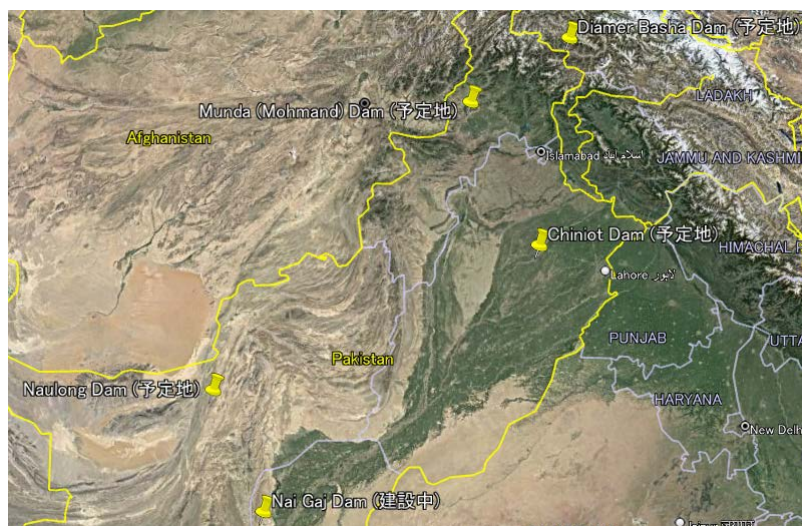 Diamer Basha Dam (予定地)
LADAKH
Munda (Mohmand) Dam (予定地)
Afghanistan
Islamabad اسلام آباد
JAMMU AND KASHMI
Chiniot Dam (予定地)
HIMACHAL
Lahore لاہور
PUNJAB
UTTA
Pakistan
Naulong Dam (予定地)
HARYANA
New Delh
Nai Gaj Dam (建設中)